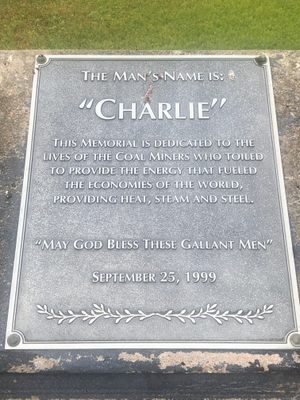 The Man's Name is:
"Charlie"
This Memorial is dedicated to the
lives of the Coal Miners who toiled
to provide the energy that fueled
the economies of the world,
providing heat, steam and steel.
"May God Bless These Gallant Men"
September 25, 1999